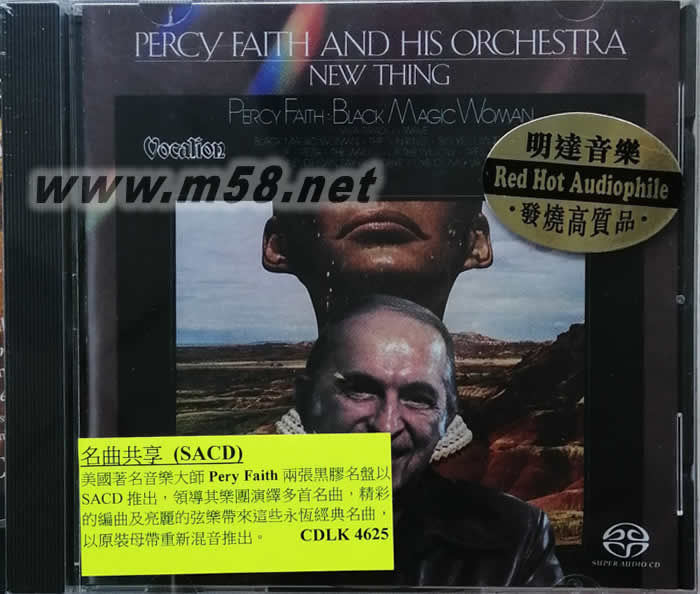 PERCY FAITH AND HIS ORCHESTRA
NEW THING
PERCY FAITH: BLACK MAGIC WOMAN
Vocalion
www.m58.net
明達音樂
Red Hot Audiophile
·發燒高質品·
名曲共享 (SACD)
美國著名音樂大師 Pery Faith 兩張黑膠名盤以
SACD 推出，領導其樂團演繹多首名曲，精彩
的編曲及亮麗的弦樂帶來這些永恆經典名曲，
以原裝母帶重新混音推出。 CDLK 4625
SUPER AUDIO CD